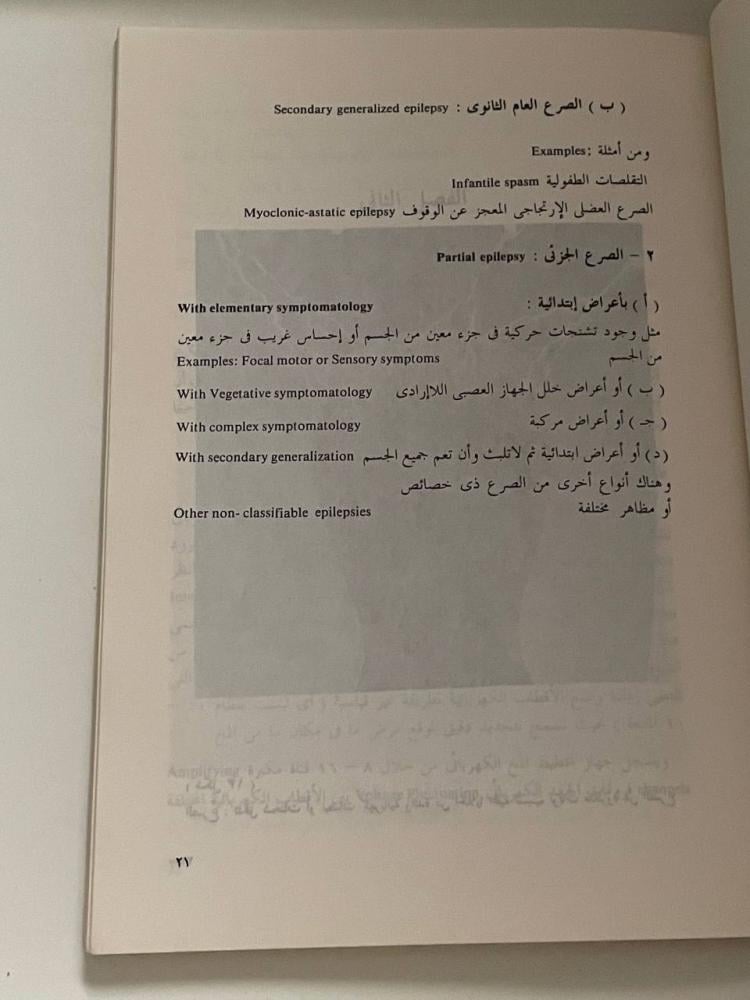 ( ب ) الصرع العام الثانوى : Secondary generalized epilepsy
ومن أمثلة :Examples
التقلصات الطفولية Infantile spasm
الصرع العضلى الإرتجاجى المعجز عن الوقوف Myoclonic-astatic epilepsy
٢ - الصرع الجزئى : Partial epilepsy
( أ ) بأعراض إبتدائية : With elementary symptomatology
مثل وجود تشنجات حركية فى جزء معين من الجسم أو إحساس غريب فى جزء معين
من الجسم Examples: Focal motor or Sensory symptoms
( ب ) أو أعراض خلل الجهاز العصبى اللاإرادى With Vegetative symptomatology
( جـ ) أو أعراض مركبة With complex symptomatology
(د) أو أعراض ابتدائية ثم لاتلبث وأن تعم جميع الجسم With secondary generalization
وهناك أنواع أخرى من الصرع ذى خصائص
أو مظاهر مختلفة Other non- classifiable epilepsies
٢١